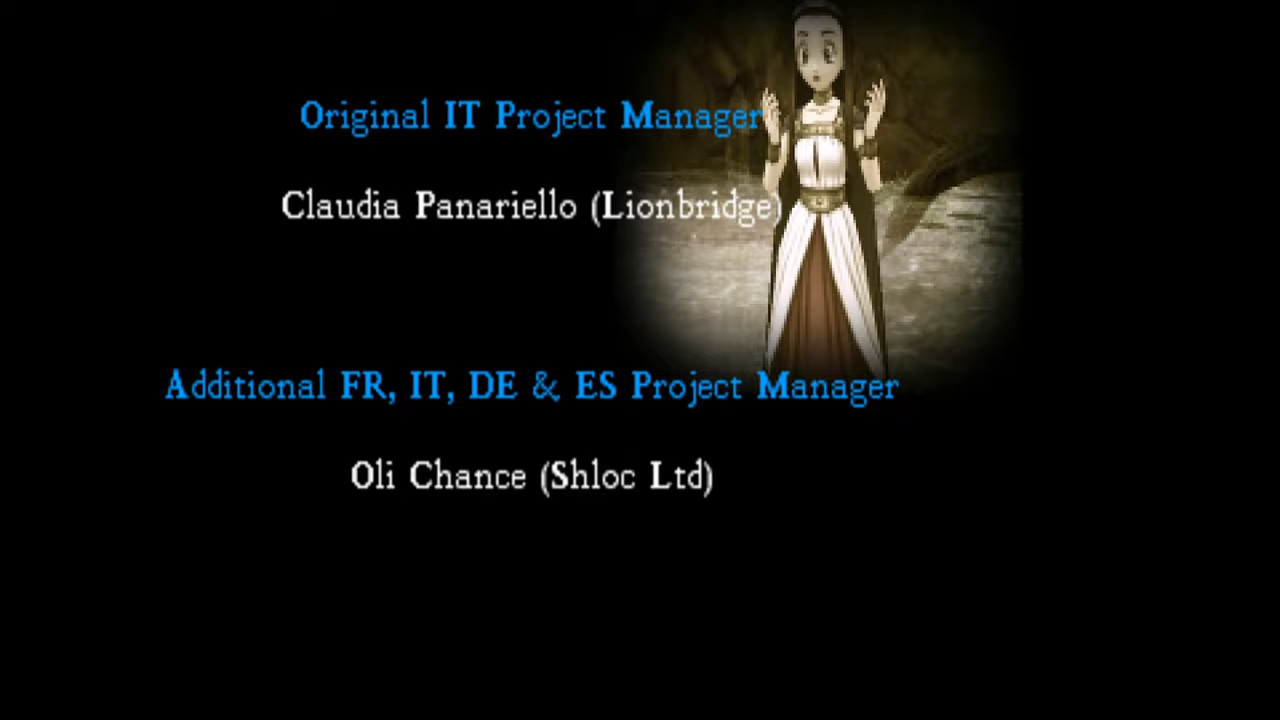 Original IT Project Manager
Claudia Panariello (Lionbridge)
Additional FR, IT, DE & ES Project Manager
Oli Chance (Shloc Ltd)